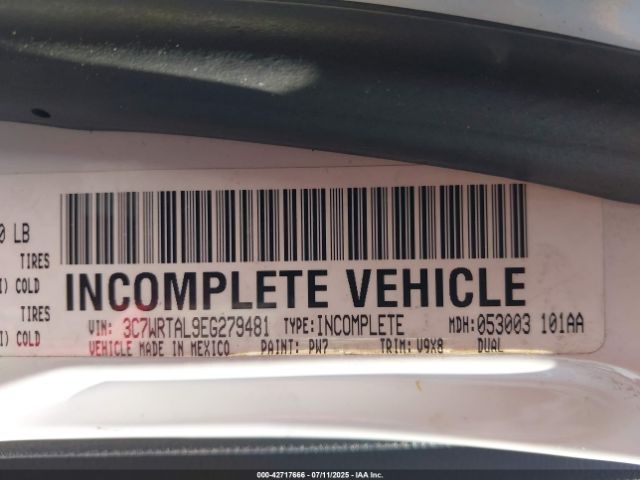 0 LB
TIRES
) COLD
TIRES
) COLD
INCOMPLETE VEHICLE
VIN: 3C7WRTAL9EG279481 TYPE: INCOMPLETE MDH: 053003 101AA
VEHICLE MADE IN MEXICO PAINT: PW7 TRIM: V9X8 DUAL
000-42717666 - 07/11/2025 - IAA Inc.